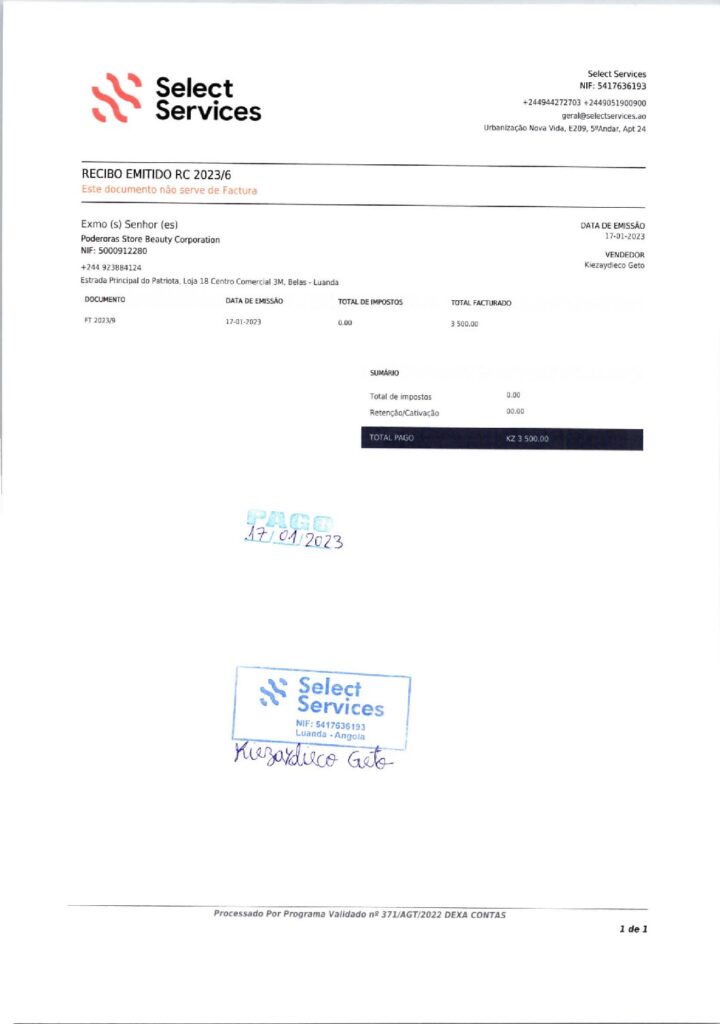 Select
Services
Select Services
NIF: 5417636193
+244944272703 +2449051900900
geral@selectservices.ao
Urbanização Nova Vida, E209, 5ºAndar, Apt 24
RECIBO EMITIDO RC 2023/6
Este documento não serve de Factura
Exmo (s) Senhor (es)
Poderoras Store Beauty Corporation
NIF: 5000912280
+244 923884124
Estrada Principal do Patriota, Loja 18 Centro Comercial 3M, Belas - Luanda
DATA DE EMISSÃO
17-01-2023
VENDEDOR
Kiezaydieco Geto
DOCUMENTO DATA DE EMISSÃO TOTAL DE IMPOSTOS TOTAL FACTURADO
FT 2023/9 17-01-2023 0.00 3 500.00
SUMÁRIO
Total de impostos 0.00
Retenção/Cativação 00.00
TOTAL PAGO KZ 3 500.00
PAGO
17/01/2023
Select
Services
NIF: 5417636193
Luanda - Angola
Kiezaydieco Geto
Processado Por Programa Validado nº 371/AGT/2022 DEXA CONTAS
1 de 1